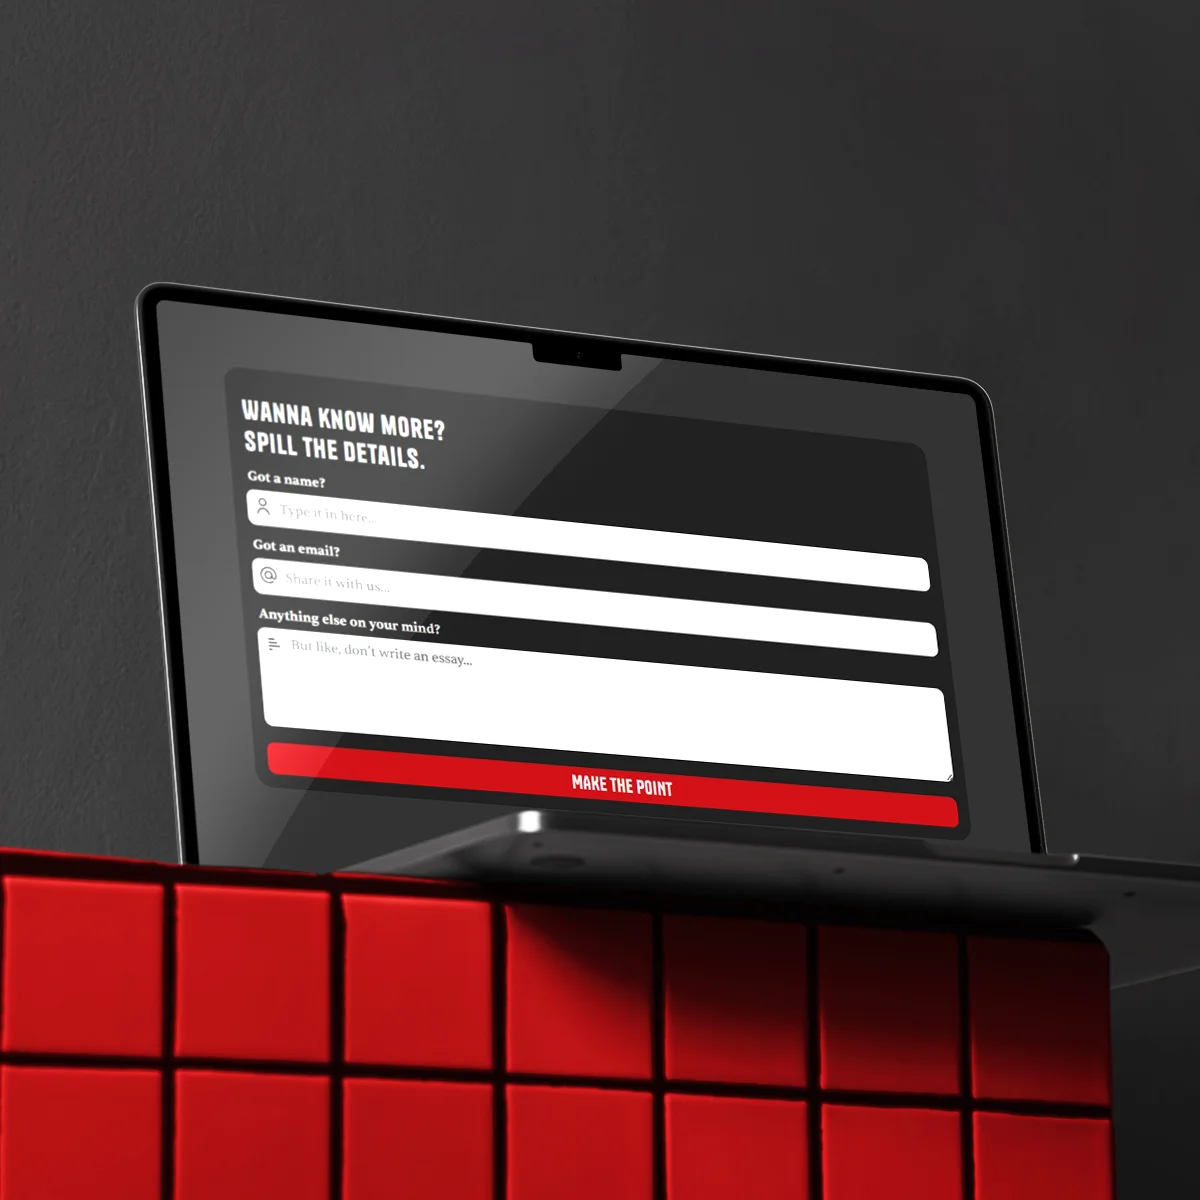 WANNA KNOW MORE?
SPILL THE DETAILS.
Got a name?
Type it in here...
Got an email?
Share it with us...
Anything else on your mind?
But like, don't write an essay...
MAKE THE POINT